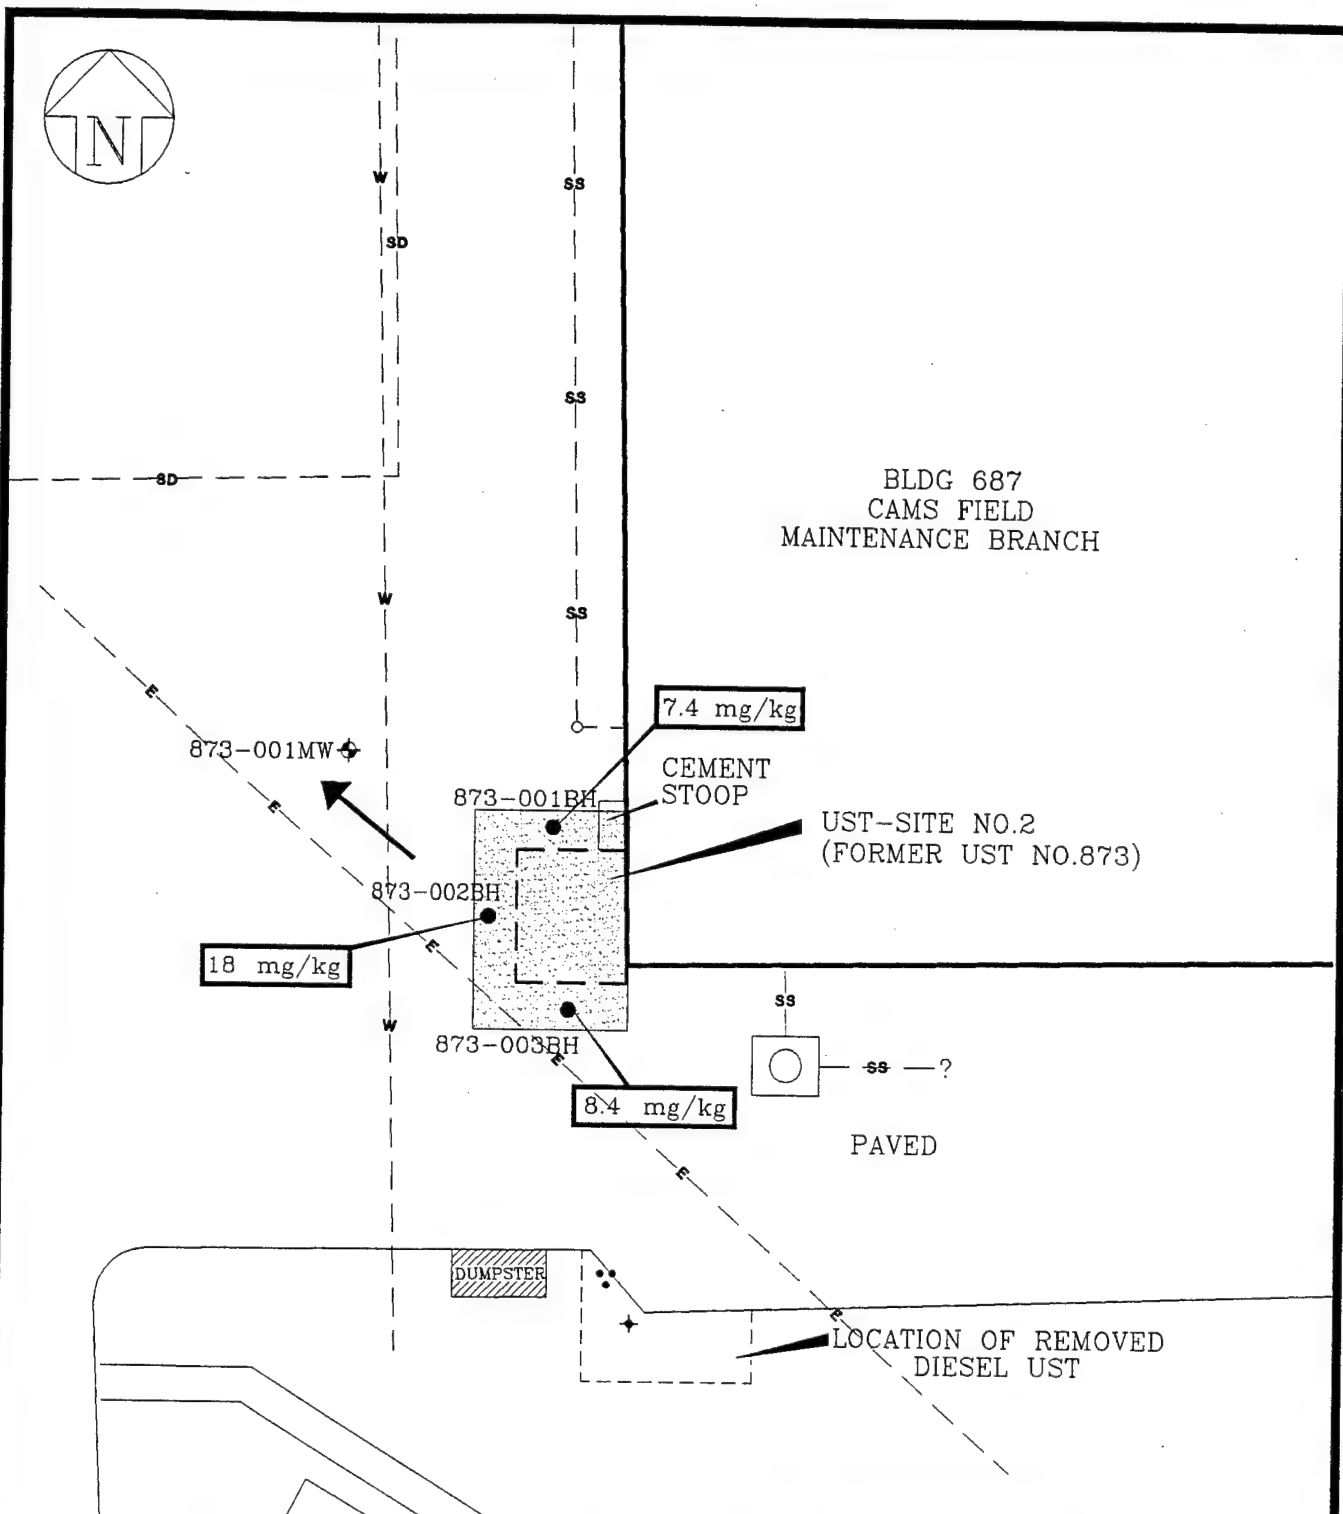 N
W
SS
SD
SS
SD
BLDG 687
CAMS FIELD
MAINTENANCE BRANCH
W
SS
E
7.4 mg/kg
873-001MW
CEMENT
STOOP
873-001BH
E
UST-SITE NO.2
(FORMER UST NO.873)
873-002BH
E
18 mg/kg
SS
W
873-003BH
E
SS
?
8.4 mg/kg
PAVED
E
DUMPSTER
E
LOCATION OF REMOVED
DIESEL UST